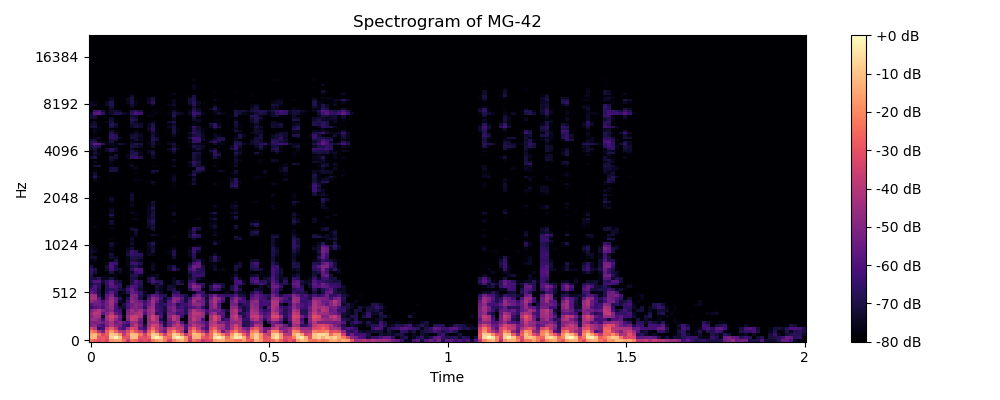 Spectrogram of MG-42
16384
8192
4096
2048
1024
512
0
Hz
0
0.5
1
1.5
2
Time
+0 dB
-10 dB
-20 dB
-30 dB
-40 dB
-50 dB
-60 dB
-70 dB
-80 dB